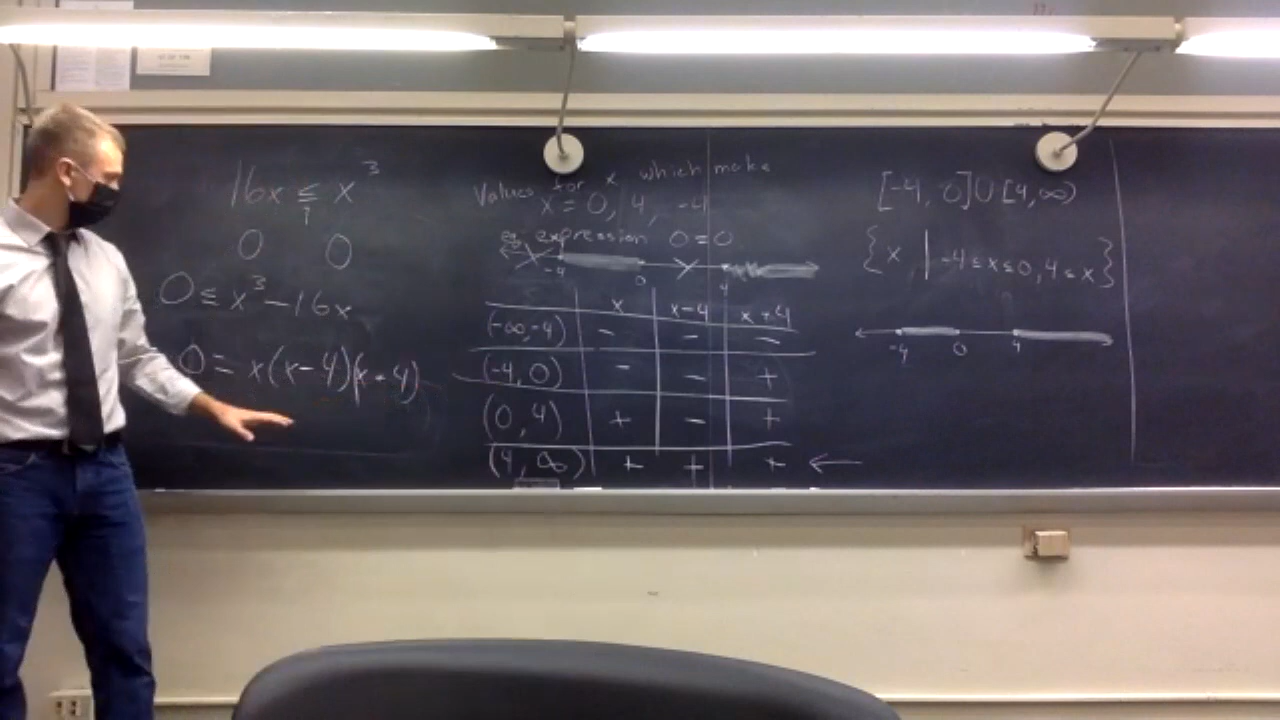 16x ≤ x³
0 0
0 ≤ x³ - 16x
0 = x(x-4)(x+4)
Values for x which make
x = 0, 4, -4
expression 0=0
-4 0 4
x x-4 x+4
(-∞,-4) - - -
(-4, 0) - - +
(0, 4) + - +
(4, ∞) + + + ←
[-4, 0]∪[4,∞)
{x | -4≤x≤0, 4≤x}
-4 0 4